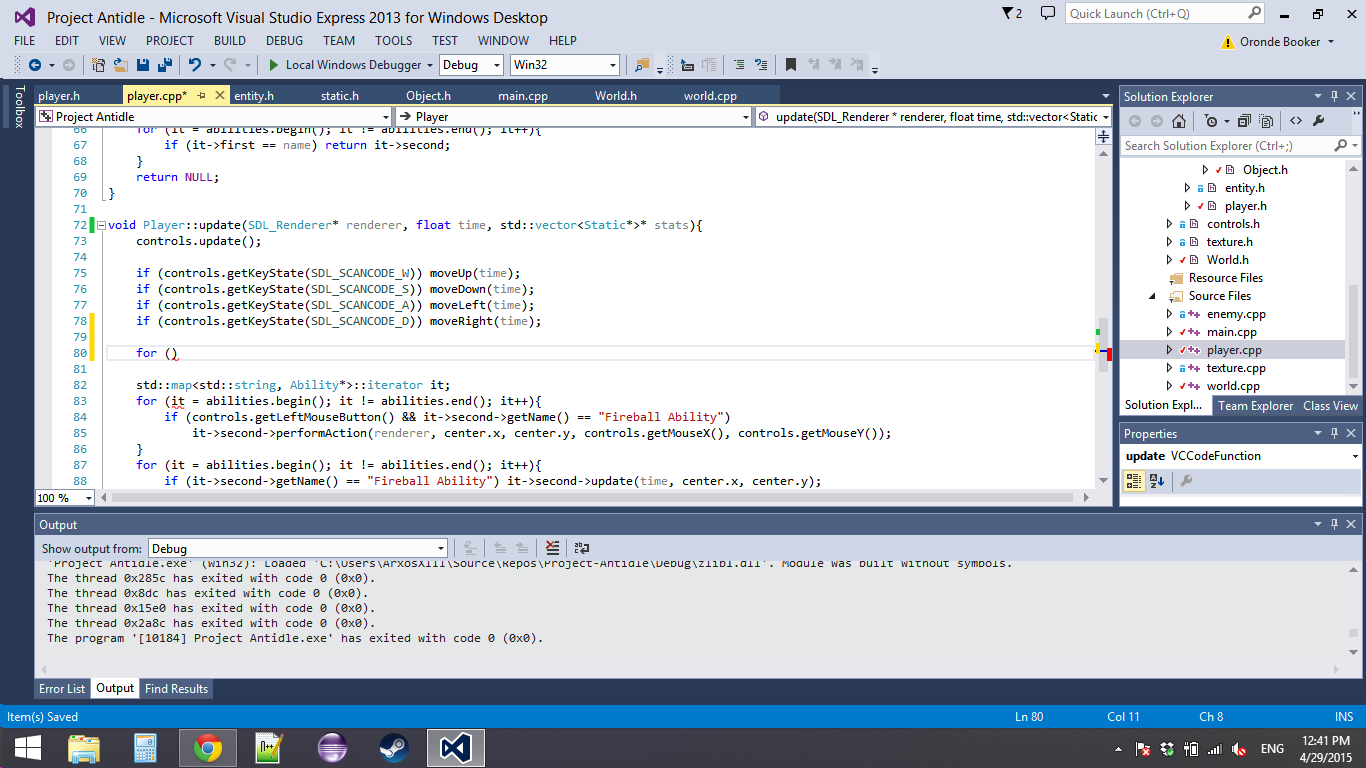 Project Antidle - Microsoft Visual Studio Express 2013 for Windows Desktop
2
Quick Launch (Ctrl+Q)
FILE EDIT VIEW PROJECT BUILD DEBUG TEAM TOOLS TEST WINDOW HELP
Oronde Booker
Local Windows Debugger Debug Win32
Toolbox
player.h player.cpp* entity.h static.h Object.h main.cpp World.h world.cpp
Project Antidle Player update(SDL_Renderer * renderer, float time, std::vector<Static
66 for (it = abilities.begin(); it != abilities.end(); it++){
67 if (it->first == name) return it->second;
68 }
69 return NULL;
70 }
71
72 void Player::update(SDL_Renderer* renderer, float time, std::vector<Static*>* stats){
73 controls.update();
74
75 if (controls.getKeyState(SDL_SCANCODE_W)) moveUp(time);
76 if (controls.getKeyState(SDL_SCANCODE_S)) moveDown(time);
77 if (controls.getKeyState(SDL_SCANCODE_A)) moveLeft(time);
78 if (controls.getKeyState(SDL_SCANCODE_D)) moveRight(time);
79
80 for ()
81
82 std::map<std::string, Ability*>::iterator it;
83 for (it = abilities.begin(); it != abilities.end(); it++){
84 if (controls.getLeftMouseButton() && it->second->getName() == "Fireball Ability")
85 it->second->performAction(renderer, center.x, center.y, controls.getMouseX(), controls.getMouseY());
86 }
87 for (it = abilities.begin(); it != abilities.end(); it++){
88 if (it->second->getName() == "Fireball Ability") it->second->update(time, center.x, center.y);
100 %
Solution Explorer
Search Solution Explorer (Ctrl+;)
Object.h
entity.h
player.h
controls.h
texture.h
World.h
Resource Files
Source Files
enemy.cpp
main.cpp
player.cpp
texture.cpp
world.cpp
Solution Expl... Team Explorer Class View
Properties
update VCCodeFunction
Output
Show output from: Debug
'Project Antidle.exe' (Win32): Loaded 'C:\Users\ArxosXIII\Source\Repos\Project-Antidle\Debug\zlib1.dll'. Module was built without symbols.
The thread 0x285c has exited with code 0 (0x0).
The thread 0x8dc has exited with code 0 (0x0).
The thread 0x15e0 has exited with code 0 (0x0).
The thread 0x2a8c has exited with code 0 (0x0).
The program '[10184] Project Antidle.exe' has exited with code 0 (0x0).
Error List Output Find Results
Item(s) Saved Ln 80 Col 11 Ch 8 INS
ENG
12:41 PM
4/29/2015